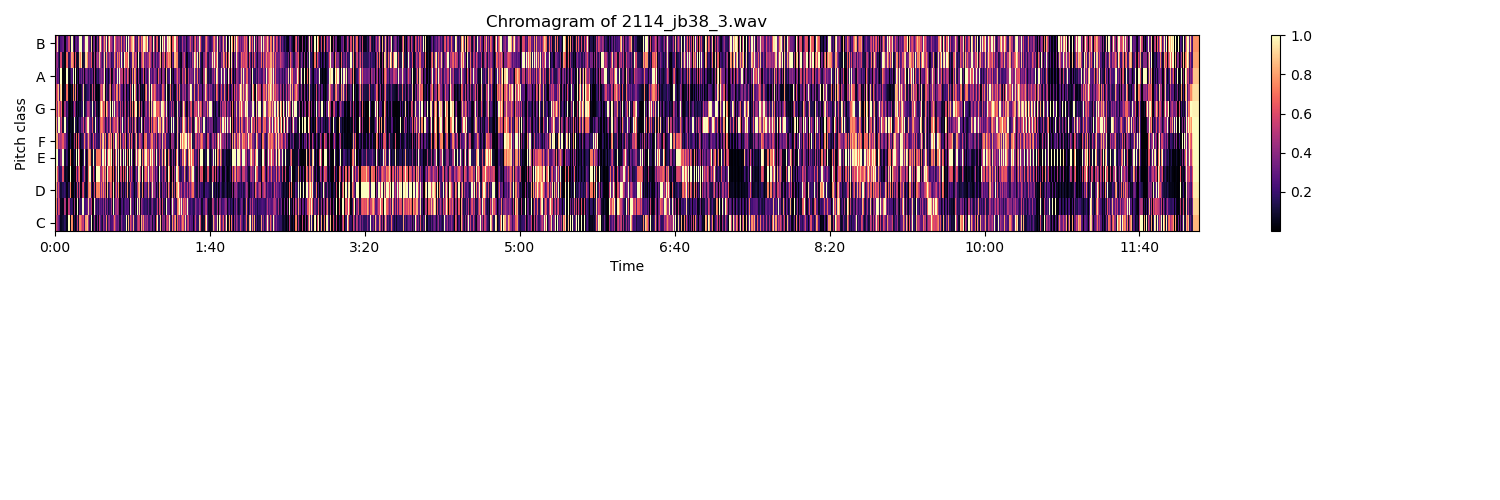 Chromagram of 2114_jb38_3.wav
Pitch class
B
A
G
F
E
D
C
0:00 1:40 3:20 5:00 6:40 8:20 10:00 11:40
Time
1.0
0.8
0.6
0.4
0.2